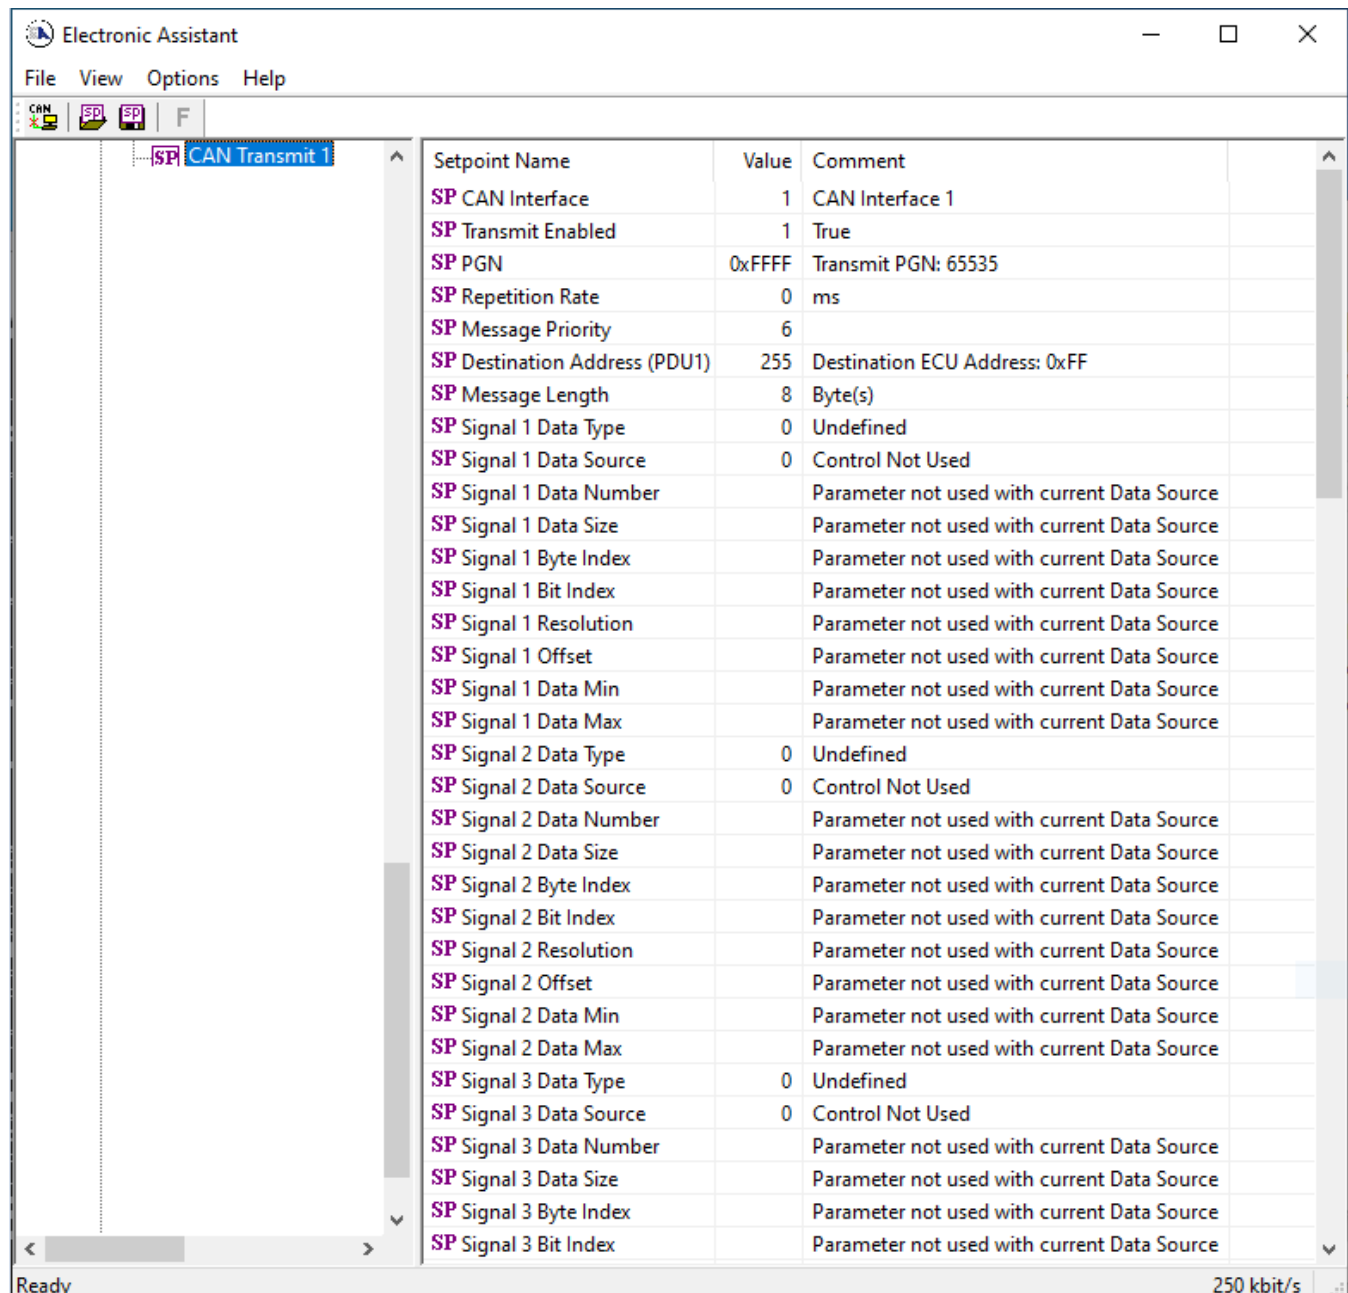 Electronic Assistant
File View Options Help
CAN SP SP F
SP CAN Transmit 1
Setpoint Name Value Comment
SP CAN Interface 1 CAN Interface 1
SP Transmit Enabled 1 True
SP PGN 0xFFFF Transmit PGN: 65535
SP Repetition Rate 0 ms
SP Message Priority 6
SP Destination Address (PDU1) 255 Destination ECU Address: 0xFF
SP Message Length 8 Byte(s)
SP Signal 1 Data Type 0 Undefined
SP Signal 1 Data Source 0 Control Not Used
SP Signal 1 Data Number Parameter not used with current Data Source
SP Signal 1 Data Size Parameter not used with current Data Source
SP Signal 1 Byte Index Parameter not used with current Data Source
SP Signal 1 Bit Index Parameter not used with current Data Source
SP Signal 1 Resolution Parameter not used with current Data Source
SP Signal 1 Offset Parameter not used with current Data Source
SP Signal 1 Data Min Parameter not used with current Data Source
SP Signal 1 Data Max Parameter not used with current Data Source
SP Signal 2 Data Type 0 Undefined
SP Signal 2 Data Source 0 Control Not Used
SP Signal 2 Data Number Parameter not used with current Data Source
SP Signal 2 Data Size Parameter not used with current Data Source
SP Signal 2 Byte Index Parameter not used with current Data Source
SP Signal 2 Bit Index Parameter not used with current Data Source
SP Signal 2 Resolution Parameter not used with current Data Source
SP Signal 2 Offset Parameter not used with current Data Source
SP Signal 2 Data Min Parameter not used with current Data Source
SP Signal 2 Data Max Parameter not used with current Data Source
SP Signal 3 Data Type 0 Undefined
SP Signal 3 Data Source 0 Control Not Used
SP Signal 3 Data Number Parameter not used with current Data Source
SP Signal 3 Data Size Parameter not used with current Data Source
SP Signal 3 Byte Index Parameter not used with current Data Source
SP Signal 3 Bit Index Parameter not used with current Data Source
Ready 250 kbit/s